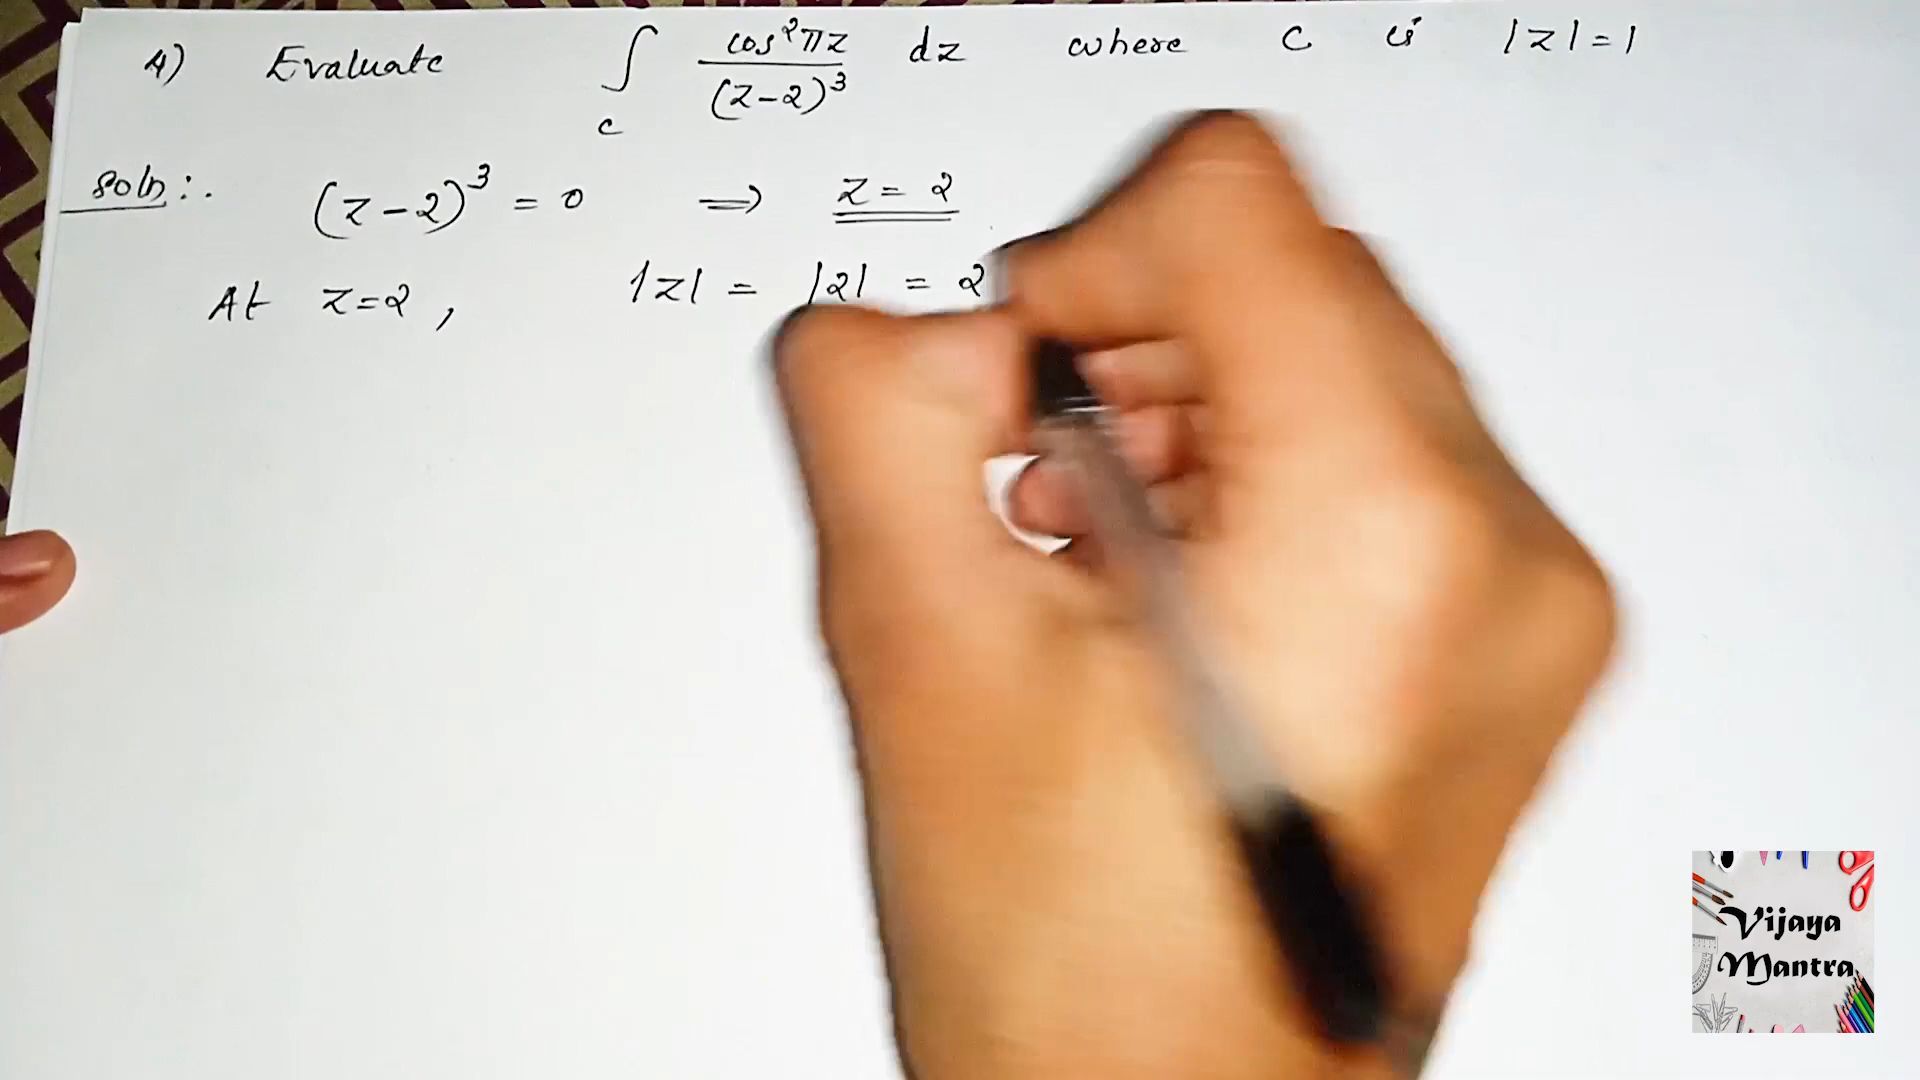 4) Evaluate ∫_C cos²πz / (z-2)³ dz where C is |z|=1
Soln:. (z-2)³ = 0 ⟹ z = 2
At z=2, |z| = |2| = 2
Vijaya
Mantra